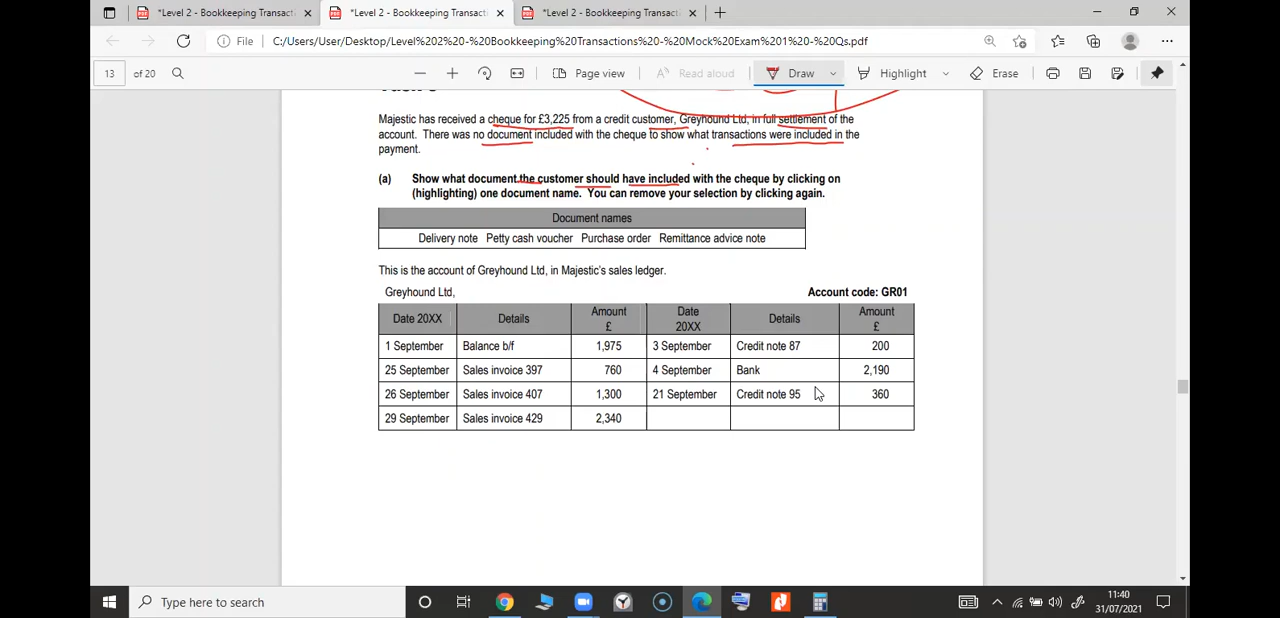 *Level 2 - Bookkeeping Transacti
*Level 2 - Bookkeeping Transacti
*Level 2 - Bookkeeping Transacti
File C:/Users/User/Desktop/Level%202%20-%20Bookkeeping%20Transactions%20-%20Mock%20Exam%201%20-%20Qs.pdf
13 of 20 Page view Read aloud Draw Highlight Erase
Majestic has received a cheque for £3,225 from a credit customer, Greyhound Ltd, in full settlement of the
account. There was no document included with the cheque to show what transactions were included in the
payment.
(a) Show what document the customer should have included with the cheque by clicking on
(highlighting) one document name. You can remove your selection by clicking again.
Document names
Delivery note Petty cash voucher Purchase order Remittance advice note
This is the account of Greyhound Ltd, in Majestic's sales ledger.
Greyhound Ltd, Account code: GR01
Date 20XX Details Amount £ Date 20XX Details Amount £
1 September Balance b/f 1,975 3 September Credit note 87 200
25 September Sales invoice 397 760 4 September Bank 2,190
26 September Sales invoice 407 1,300 21 September Credit note 95 360
29 September Sales invoice 429 2,340
Type here to search
11:40
31/07/2021